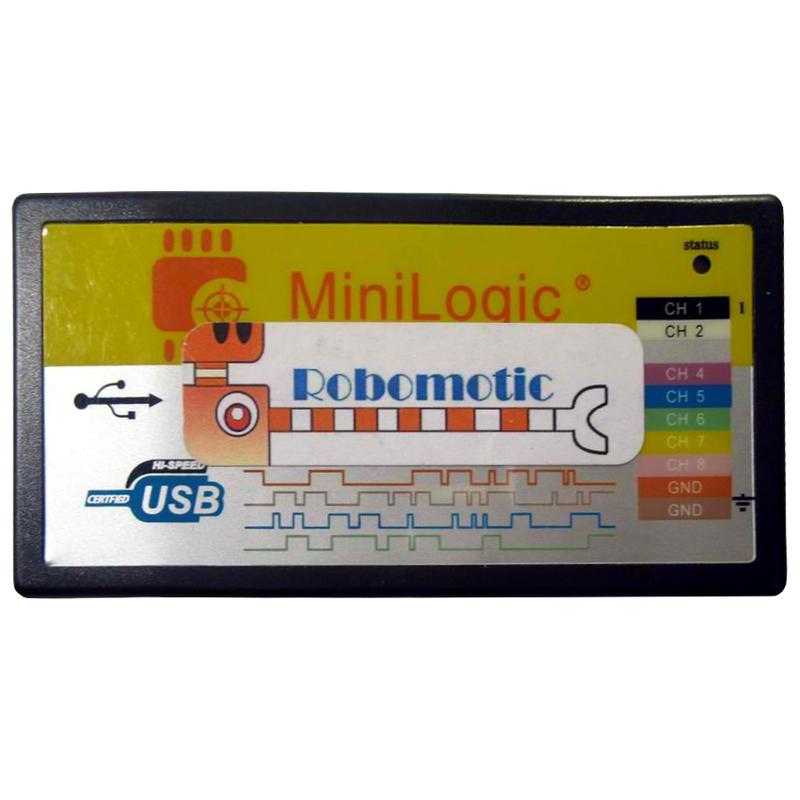 status
MiniLogic®
CH 1 1
CH 2
Robomotic
CH 4
CH 5
CH 6
CH 7
CH 8
HI-SPEED
CERTIFIED USB
GND
GND